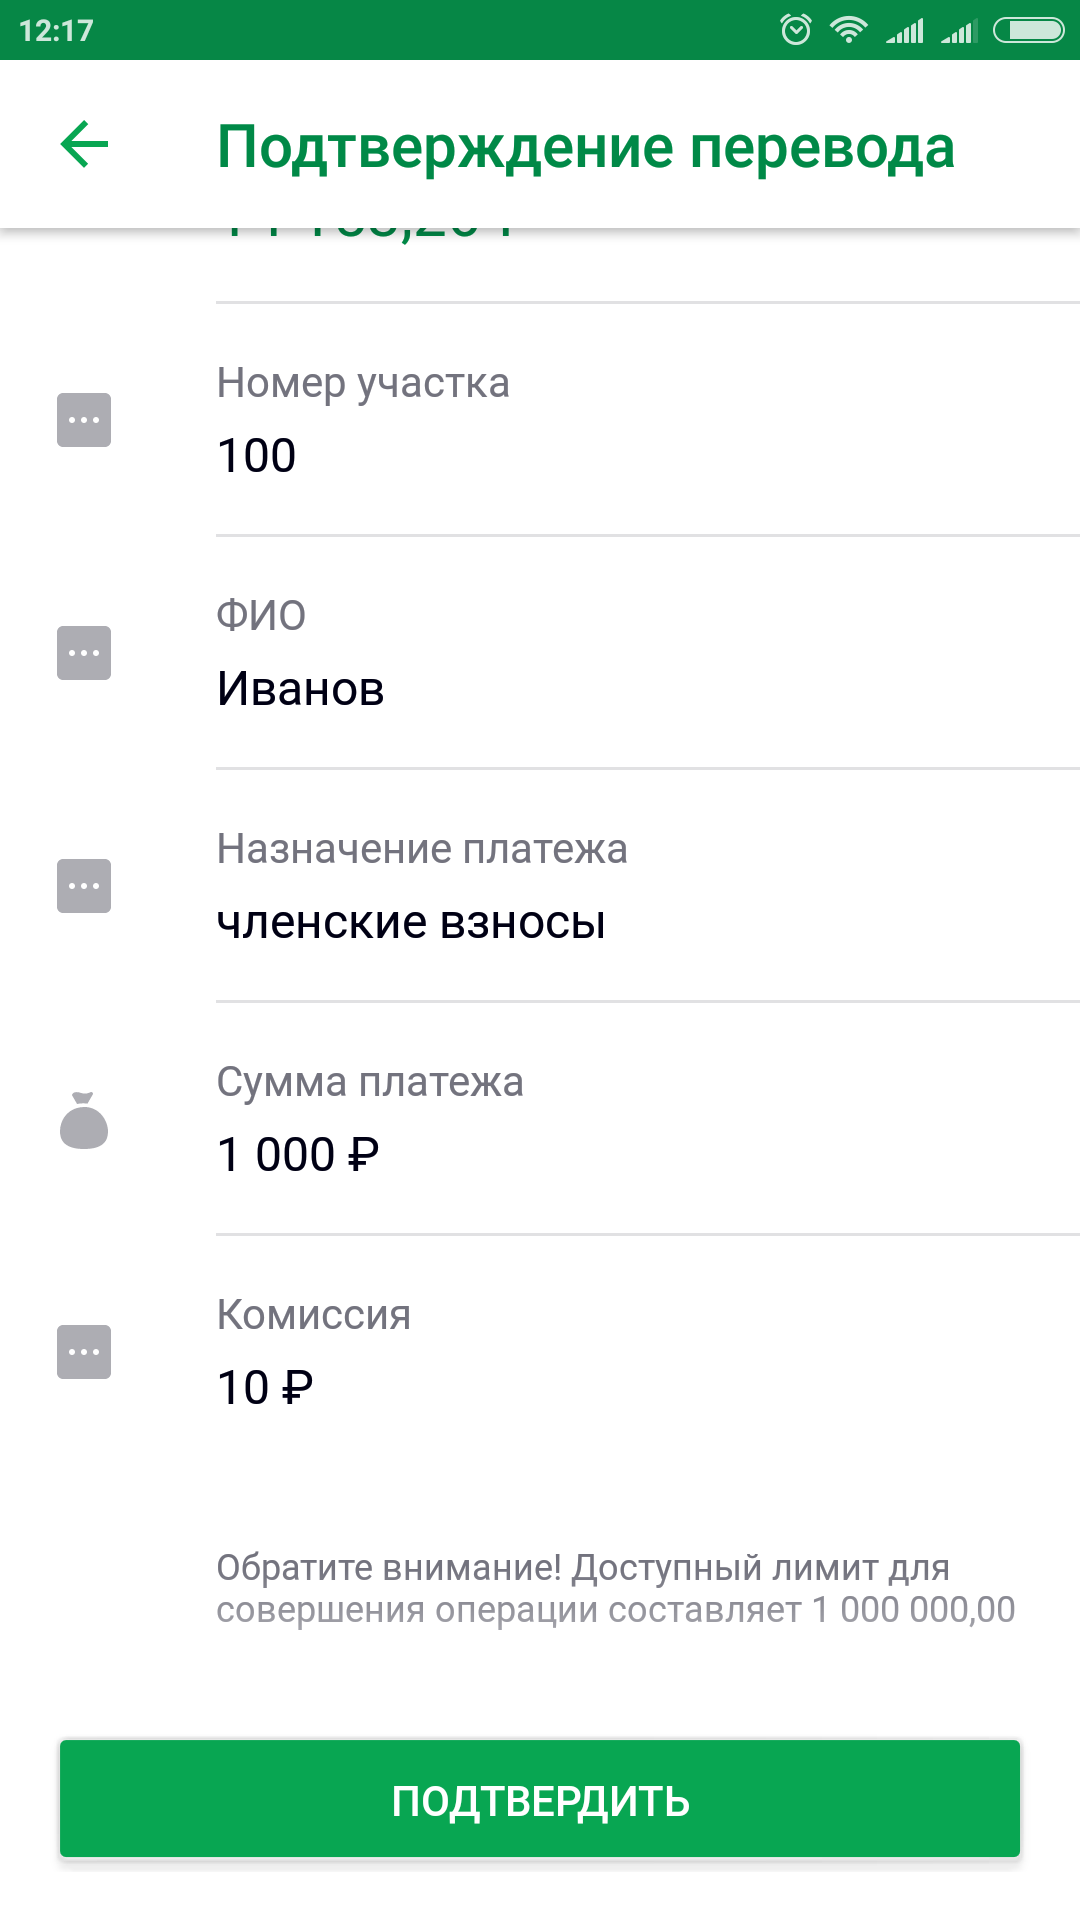 12:17
Подтверждение перевода
Номер участка
100
ФИО
Иванов
Назначение платежа
членские взносы
Сумма платежа
1 000 ₽
Комиссия
10 ₽
Обратите внимание! Доступный лимит для
совершения операции составляет 1 000 000,00
ПОДТВЕРДИТЬ